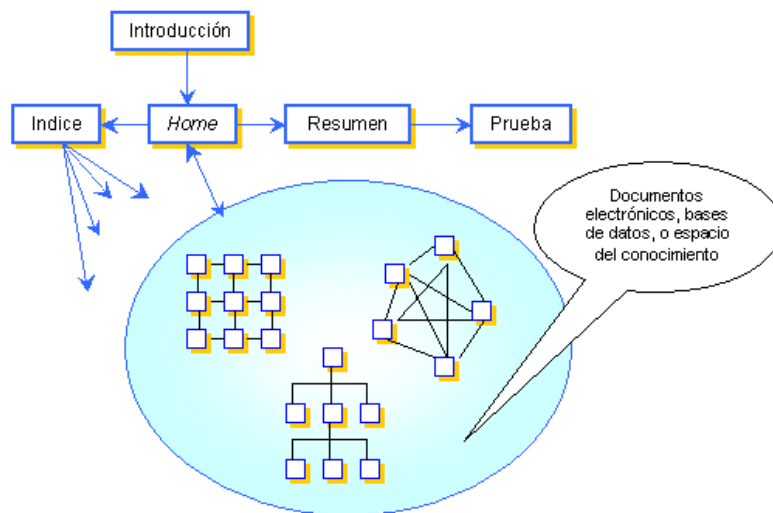 Introducción
Indice
Home
Resumen
Prueba
Documentos
electrónicos, bases
de datos, o espacio
del conocimiento